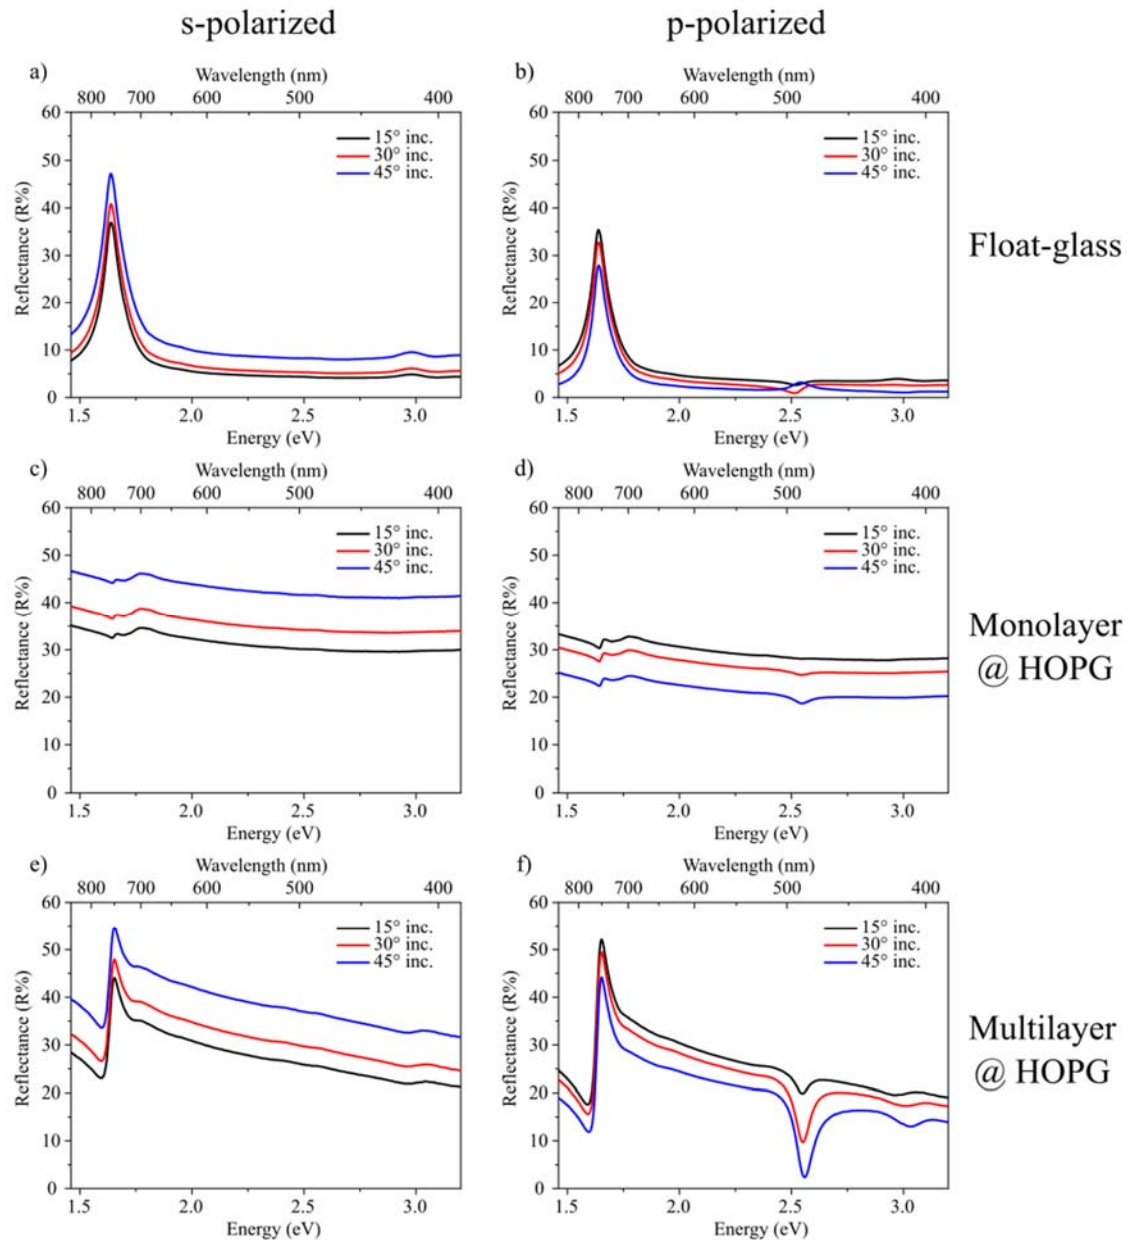 s-polarized
p-polarized
a)
Wavelength (nm)
800 700 600 500 400
60
50
40
30
20
10
0
Reflectance (R%)
15° inc.
30° inc.
45° inc.
1.5 2.0 2.5 3.0
Energy (eV)
b)
Wavelength (nm)
800 700 600 500 400
60
50
40
30
20
10
0
Reflectance (R%)
15° inc.
30° inc.
45° inc.
1.5 2.0 2.5 3.0
Energy (eV)
Float-glass
c)
Wavelength (nm)
800 700 600 500 400
60
50
40
30
20
10
0
Reflectance (R%)
15° inc.
30° inc.
45° inc.
1.5 2.0 2.5 3.0
Energy (eV)
d)
Wavelength (nm)
800 700 600 500 400
60
50
40
30
20
10
0
Reflectance (R%)
15° inc.
30° inc.
45° inc.
1.5 2.0 2.5 3.0
Energy (eV)
Monolayer
@ HOPG
e)
Wavelength (nm)
800 700 600 500 400
60
50
40
30
20
10
0
Reflectance (R%)
15° inc.
30° inc.
45° inc.
1.5 2.0 2.5 3.0
Energy (eV)
f)
Wavelength (nm)
800 700 600 500 400
60
50
40
30
20
10
0
Reflectance (R%)
15° inc.
30° inc.
45° inc.
1.5 2.0 2.5 3.0
Energy (eV)
Multilayer
@ HOPG